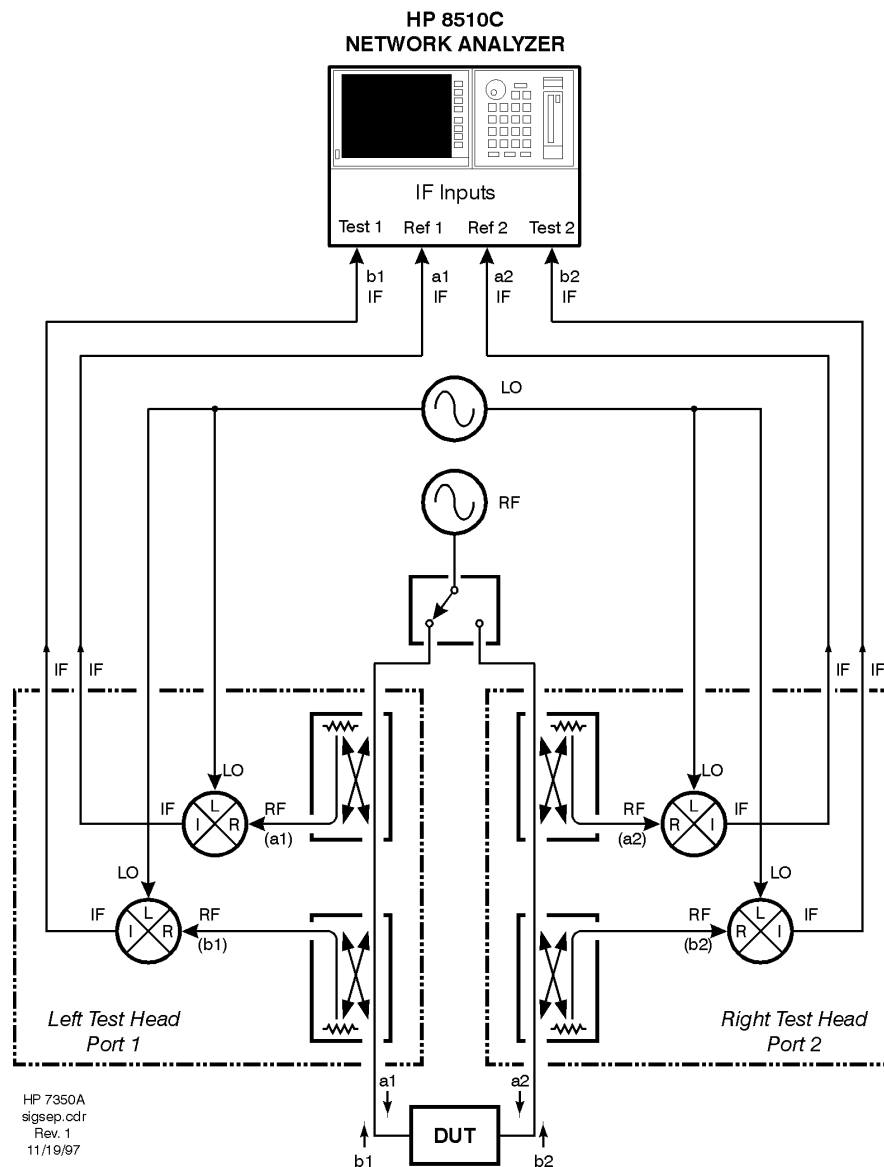 HP 8510C
NETWORK ANALYZER
IF Inputs
Test 1 Ref 1 Ref 2 Test 2
b1 a1 a2 b2
IF IF IF IF
LO
RF
IF IF IF IF
LO LO
L L
IF I R RF RF R I IF
(a1) (a2)
LO LO
L L
IF I R RF RF R I IF
(b1) (b2)
Left Test Head
Port 1
Right Test Head
Port 2
a1 a2
HP 7350A
sigsep.cdr
Rev. 1
11/19/97
DUT
b1 b2